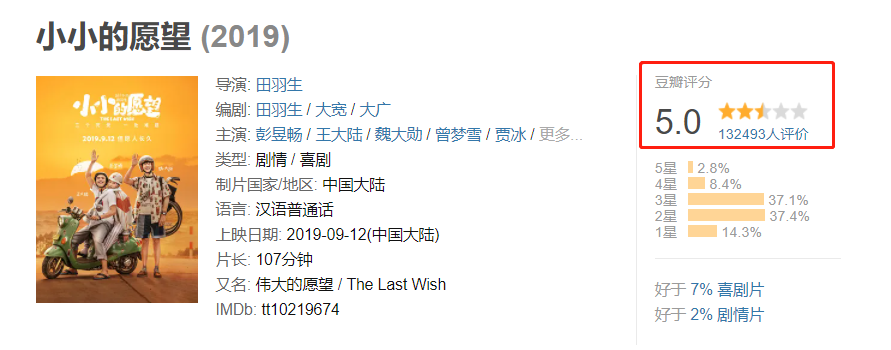 小小的愿望 (2019)
小小的愿望
THE LAST WISH
2019.9.12
导演: 田羽生
编剧: 田羽生 / 大宽 / 大广
主演: 彭昱畅 / 王大陆 / 魏大勋 / 曾梦雪 / 贾冰 / 更多...
类型: 剧情 / 喜剧
制片国家/地区: 中国大陆
语言: 汉语普通话
上映日期: 2019-09-12(中国大陆)
片长: 107分钟
又名: 伟大的愿望 / The Last Wish
IMDb: tt10219674
豆瓣评分
5.0
132493人评价
5星 2.8%
4星 8.4%
3星 37.1%
2星 37.4%
1星 14.3%
好于 7% 喜剧片
好于 2% 剧情片